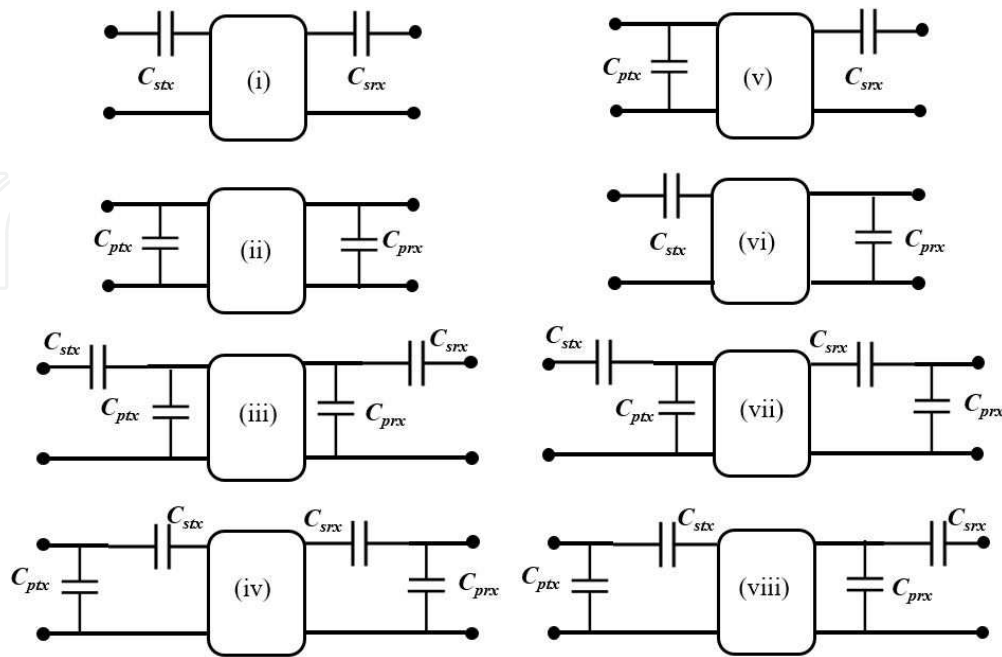 C_stx (i) C_srx
C_ptx (v) C_srx
C_ptx (ii) C_prx
C_stx (vi) C_prx
C_stx C_srx
C_ptx (iii) C_prx
C_stx C_srx
C_ptx (vii) C_prx
C_stx C_srx
C_ptx (iv) C_prx
C_stx C_srx
C_ptx (viii) C_prx